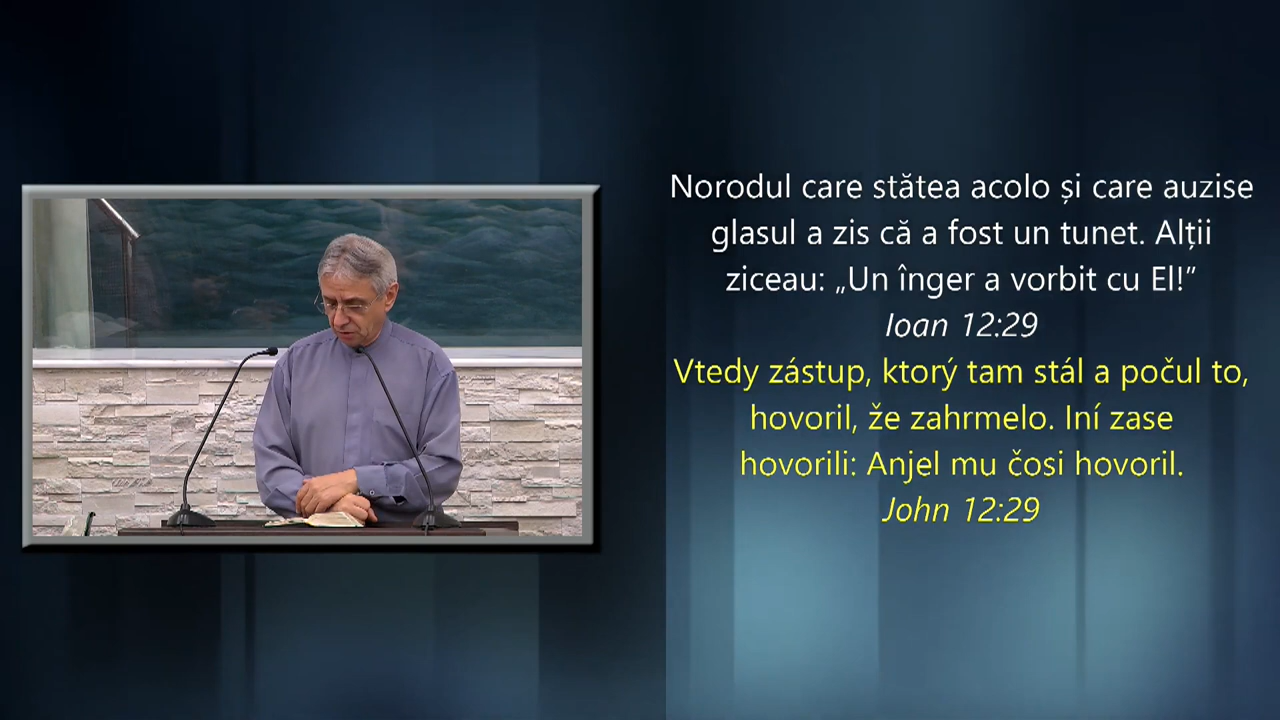 Norodul care stătea acolo și care auzise
glasul a zis că a fost un tunet. Alții
ziceau: „Un înger a vorbit cu El!”
Ioan 12:29
Vtedy zástup, ktorý tam stál a počul to,
hovoril, že zahrmelo. Iní zase
hovorili: Anjel mu čosi hovoril.
John 12:29